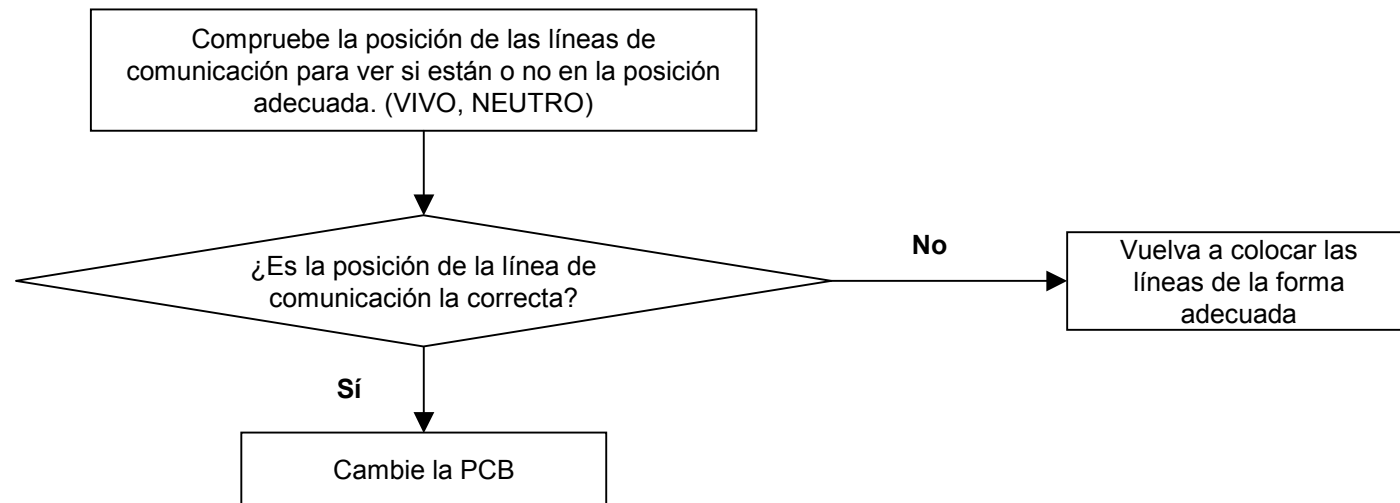 Compruebe la posición de las líneas de
comunicación para ver si están o no en la posición
adecuada. (VIVO, NEUTRO)
¿Es la posición de la línea de
comunicación la correcta?
No
Vuelva a colocar las
líneas de la forma
adecuada
Sí
Cambie la PCB